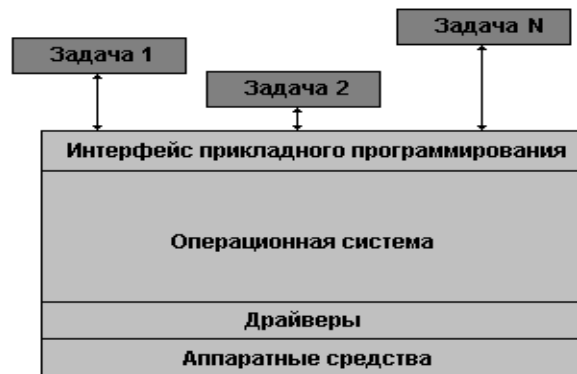 Задача 1
Задача 2
Задача N
Интерфейс прикладного программирования
Операционная система
Драйверы
Аппаратные средства